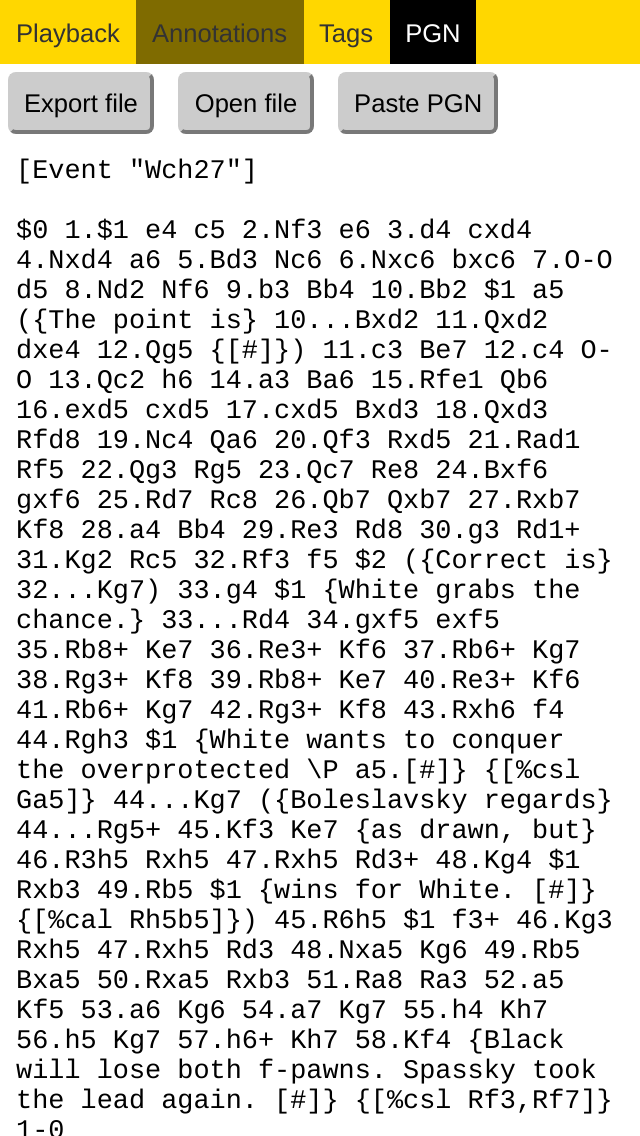 Playback Annotations Tags PGN
Export file Open file Paste PGN
[Event "Wch27"]
$0 1.$1 e4 c5 2.Nf3 e6 3.d4 cxd4
4.Nxd4 a6 5.Bd3 Nc6 6.Nxc6 bxc6 7.O-O
d5 8.Nd2 Nf6 9.b3 Bb4 10.Bb2 $1 a5
({The point is} 10...Bxd2 11.Qxd2
dxe4 12.Qg5 {[#]}) 11.c3 Be7 12.c4 O-
O 13.Qc2 h6 14.a3 Ba6 15.Rfe1 Qb6
16.exd5 cxd5 17.cxd5 Bxd3 18.Qxd3
Rfd8 19.Nc4 Qa6 20.Qf3 Rxd5 21.Rad1
Rf5 22.Qg3 Rg5 23.Qc7 Re8 24.Bxf6
gxf6 25.Rd7 Rc8 26.Qb7 Qxb7 27.Rxb7
Kf8 28.a4 Bb4 29.Re3 Rd8 30.g3 Rd1+
31.Kg2 Rc5 32.Rf3 f5 $2 ({Correct is}
32...Kg7) 33.g4 $1 {White grabs the
chance.} 33...Rd4 34.gxf5 exf5
35.Rb8+ Ke7 36.Re3+ Kf6 37.Rb6+ Kg7
38.Rg3+ Kf8 39.Rb8+ Ke7 40.Re3+ Kf6
41.Rb6+ Kg7 42.Rg3+ Kf8 43.Rxh6 f4
44.Rgh3 $1 {White wants to conquer
the overprotected \P a5.[#]} {[%csl
Ga5]} 44...Kg7 ({Boleslavsky regards}
44...Rg5+ 45.Kf3 Ke7 {as drawn, but}
46.R3h5 Rxh5 47.Rxh5 Rd3+ 48.Kg4 $1
Rxb3 49.Rb5 $1 {wins for White. [#]}
{[%cal Rh5b5]}) 45.R6h5 $1 f3+ 46.Kg3
Rxh5 47.Rxh5 Rd3 48.Nxa5 Kg6 49.Rb5
Bxa5 50.Rxa5 Rxb3 51.Ra8 Ra3 52.a5
Kf5 53.a6 Kg6 54.a7 Kg7 55.h4 Kh7
56.h5 Kg7 57.h6+ Kh7 58.Kf4 {Black
will lose both f-pawns. Spassky took
the lead again. [#]} {[%csl Rf3,Rf7]}
1-0